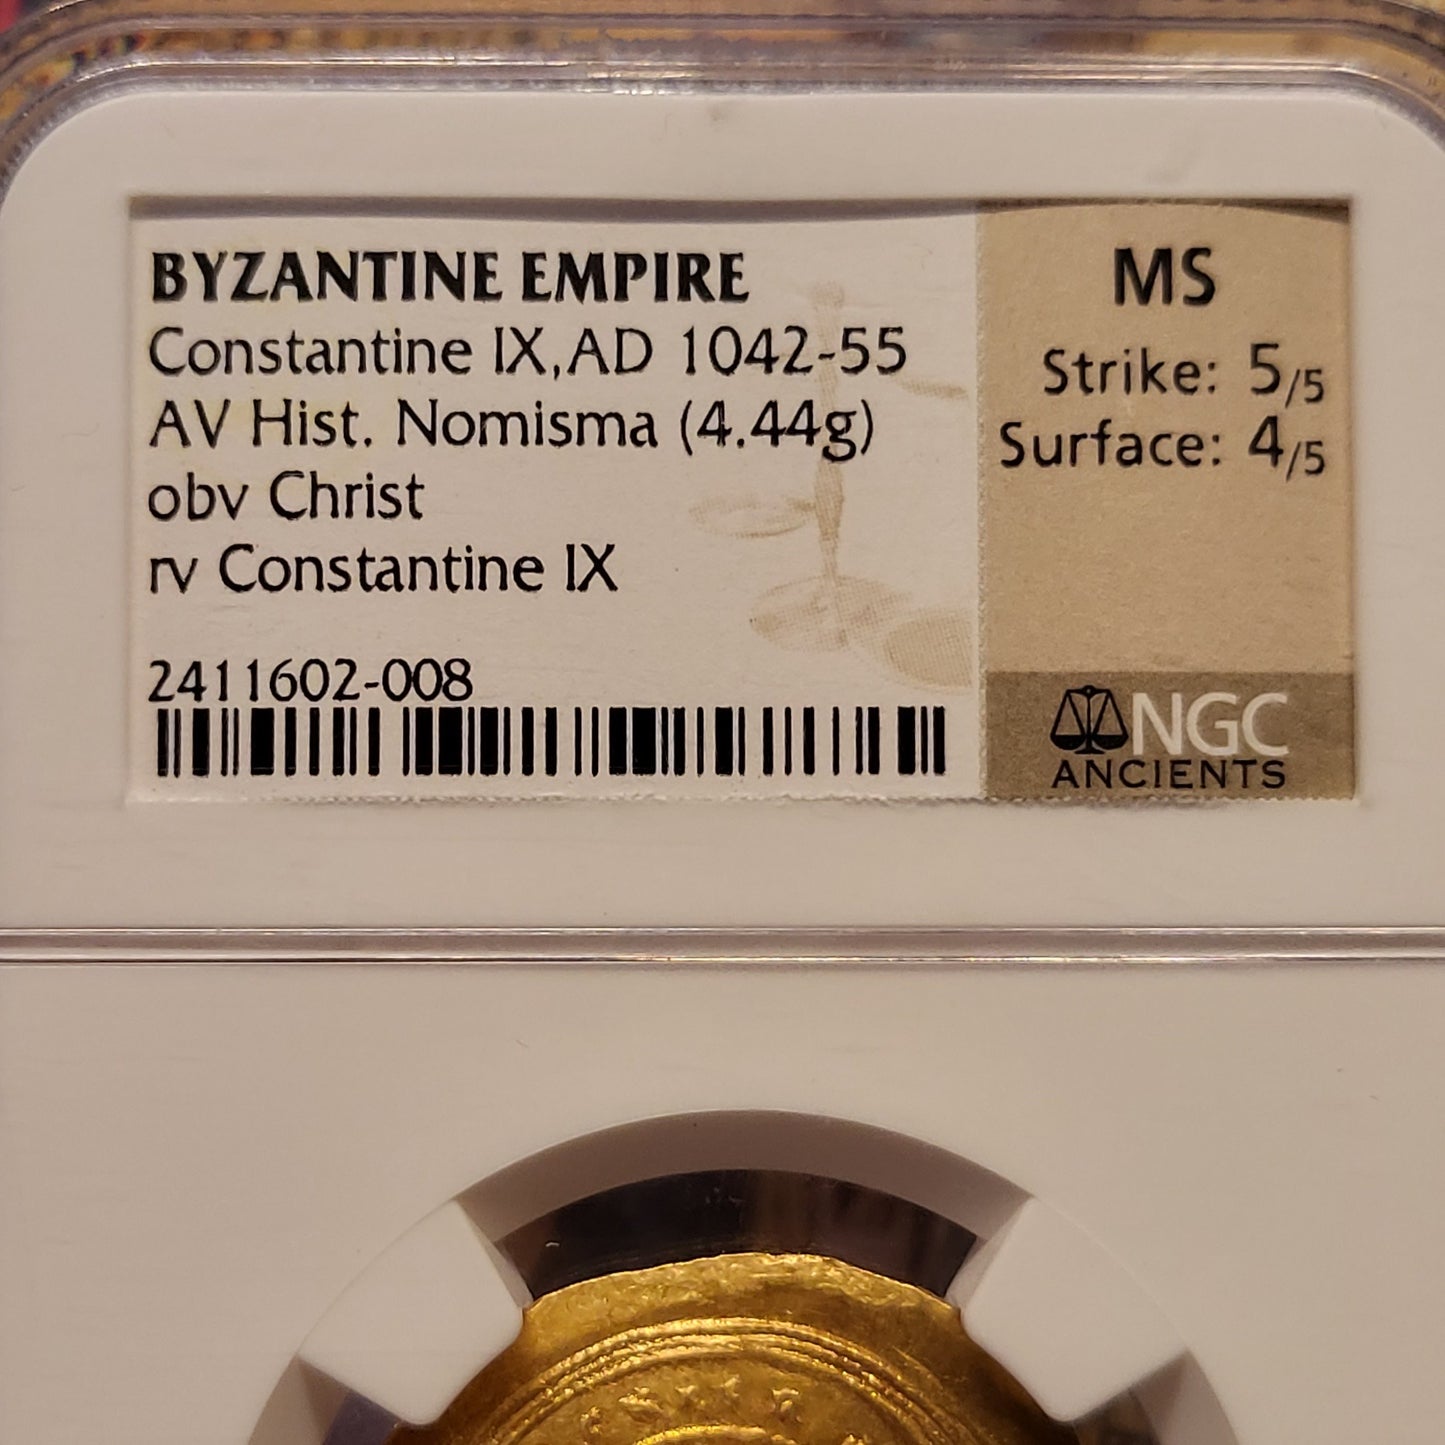 BYZANTINE EMPIRE
Constantine IX, AD 1042-55
AV Hist. Nomisma (4.44g)
obv Christ
rv Constantine IX
2411602-008
MS
Strike: 5/5
Surface: 4/5
NGC
ANCIENTS